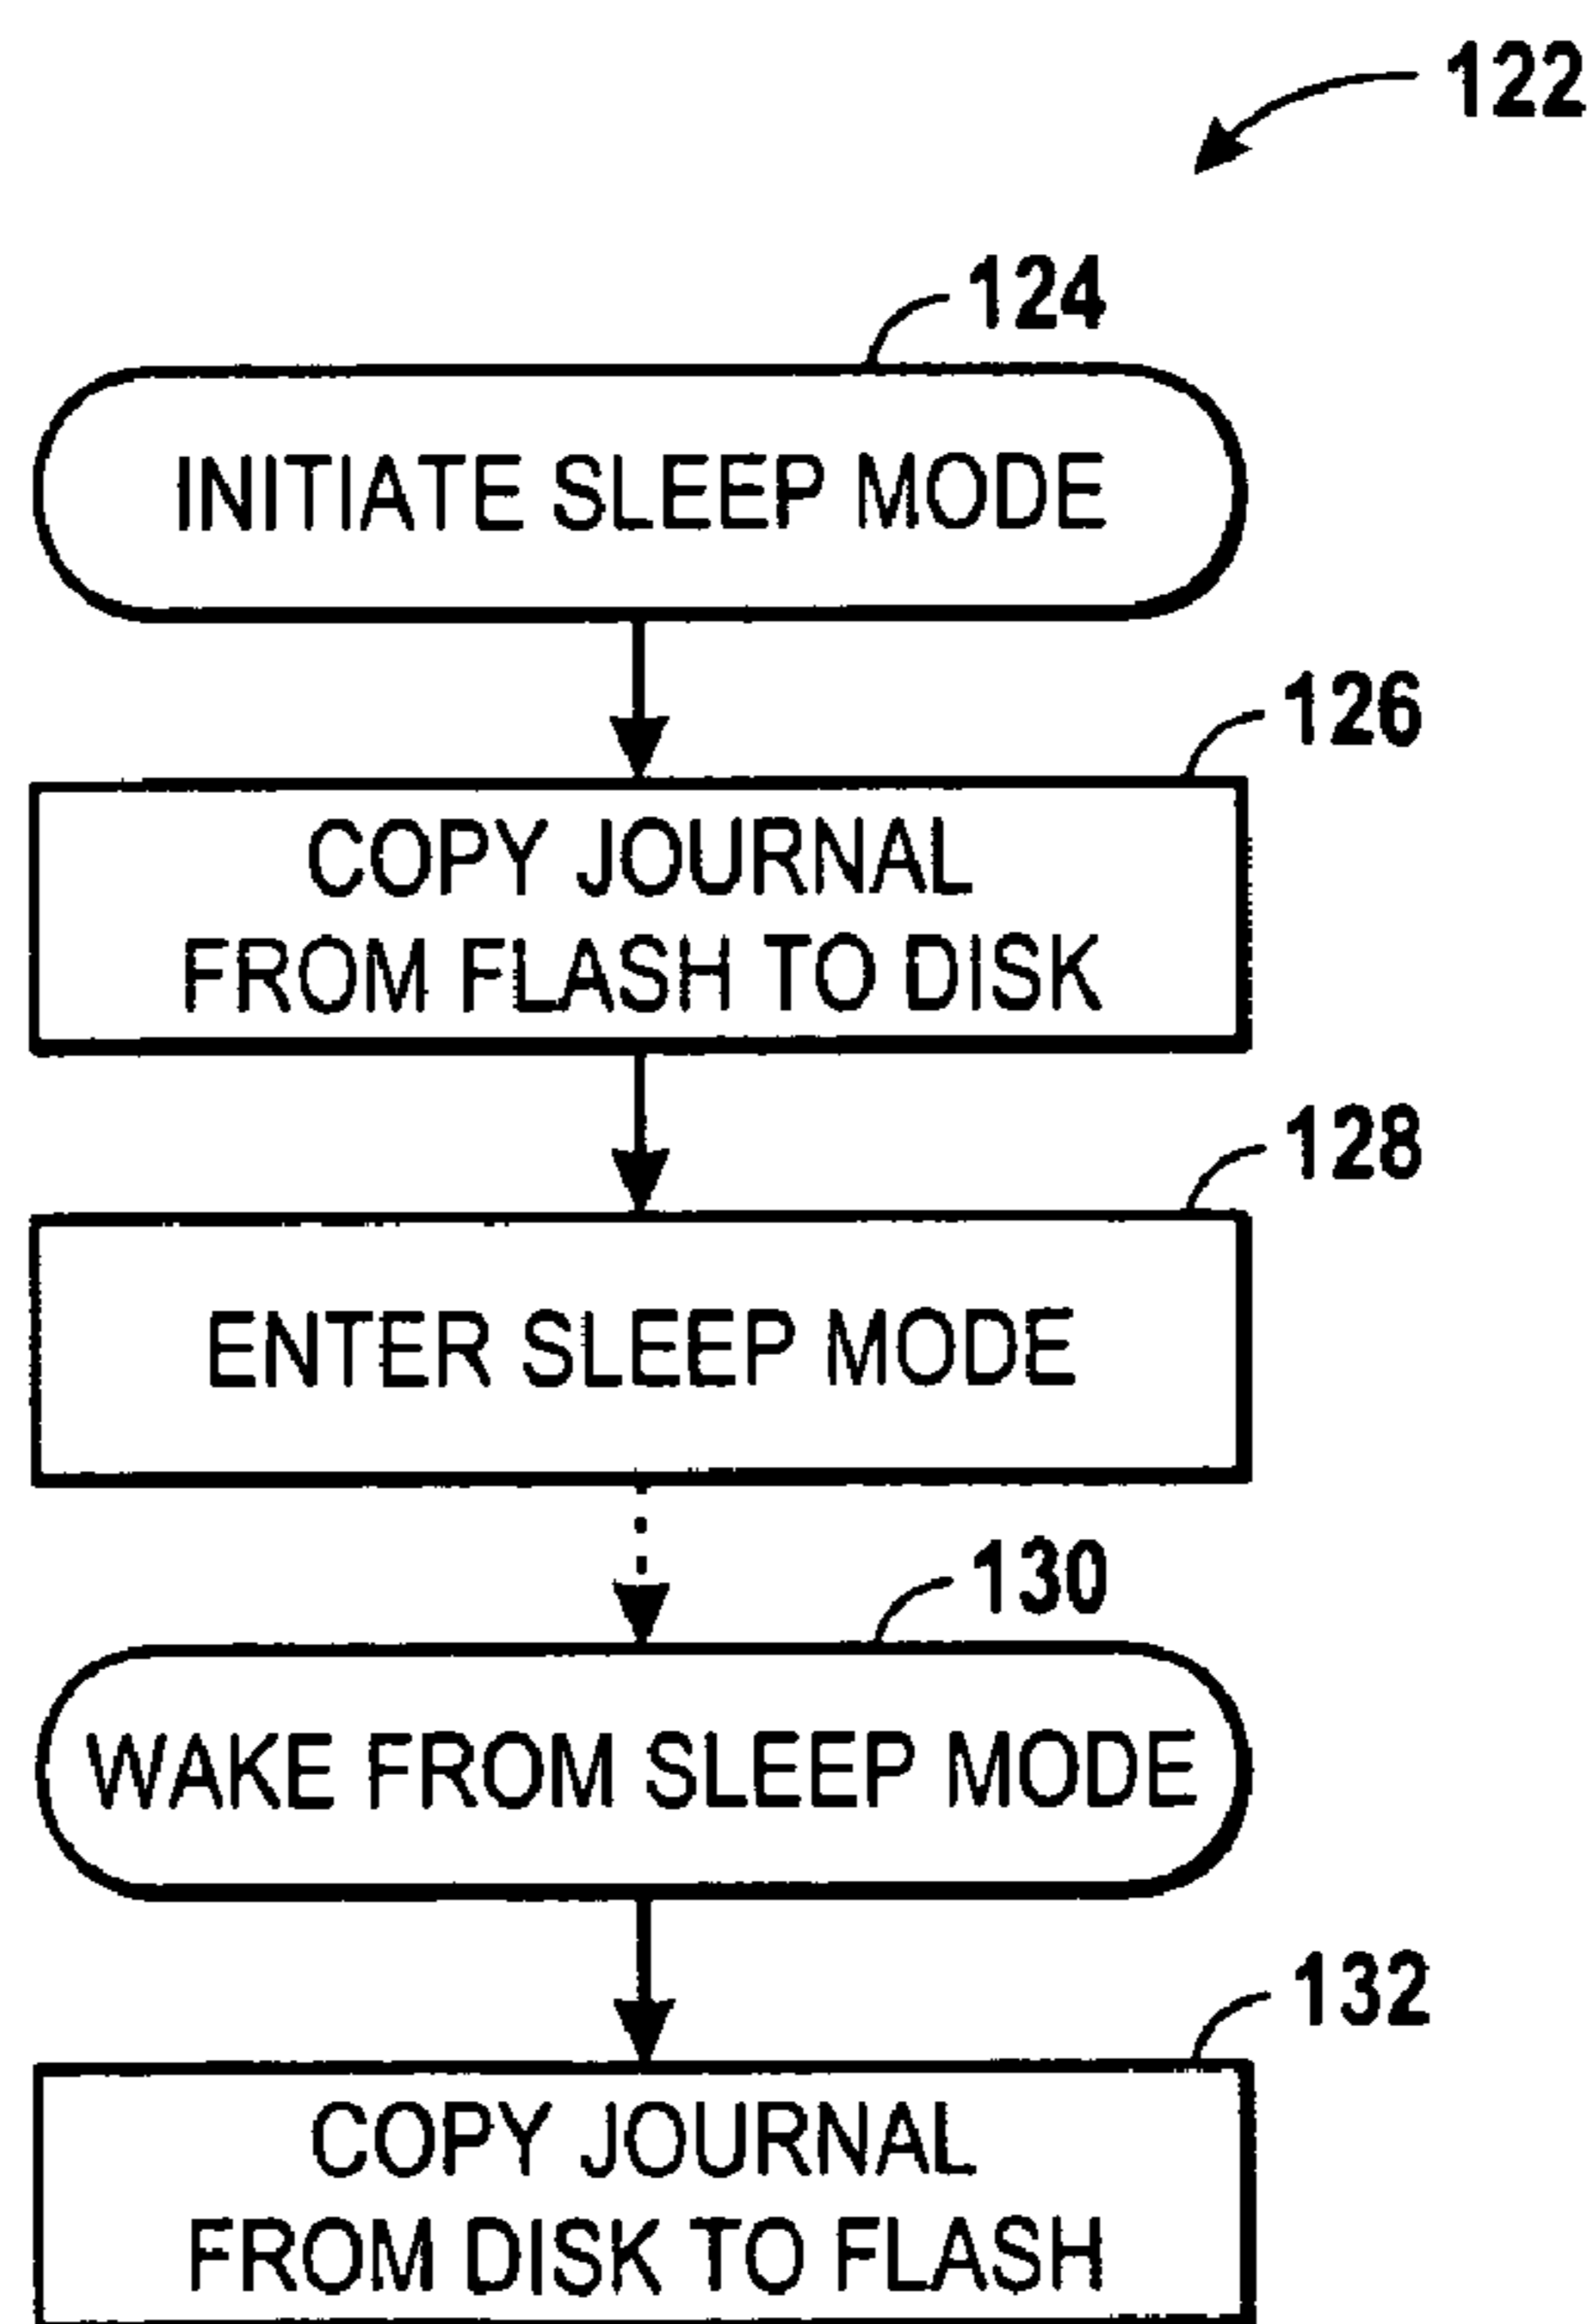 122
124
INITIATE SLEEP MODE
126
COPY JOURNAL
FROM FLASH TO DISK
128
ENTER SLEEP MODE
130
WAKE FROM SLEEP MODE
132
COPY JOURNAL
FROM DISK TO FLASH